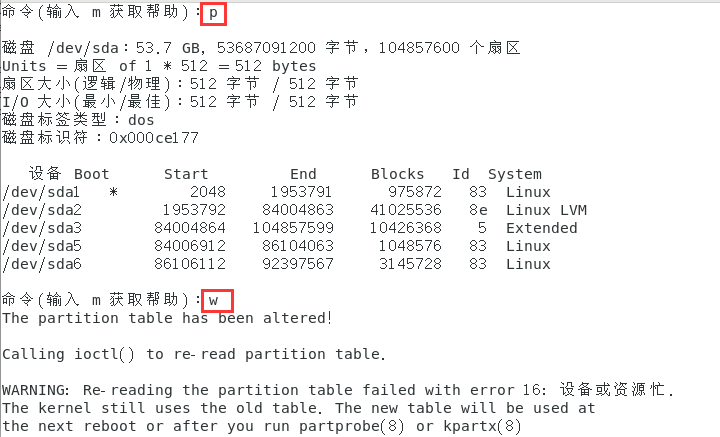 命令(输入 m 获取帮助)：p
磁盘 /dev/sda：53.7 GB, 53687091200 字节，104857600 个扇区
Units = 扇区 of 1 * 512 = 512 bytes
扇区大小(逻辑/物理)：512 字节 / 512 字节
I/O 大小(最小/最佳)：512 字节 / 512 字节
磁盘标签类型：dos
磁盘标识符：0x000ce177
设备 Boot Start End Blocks Id System
/dev/sda1 * 2048 1953791 975872 83 Linux
/dev/sda2 1953792 84004863 41025536 8e Linux LVM
/dev/sda3 84004864 104857599 10426368 5 Extended
/dev/sda5 84006912 86104063 1048576 83 Linux
/dev/sda6 86106112 92397567 3145728 83 Linux
命令(输入 m 获取帮助)：w
The partition table has been altered!
Calling ioctl() to re-read partition table.
WARNING: Re-reading the partition table failed with error 16: 设备或资源忙.
The kernel still uses the old table. The new table will be used at
the next reboot or after you run partprobe(8) or kpartx(8)